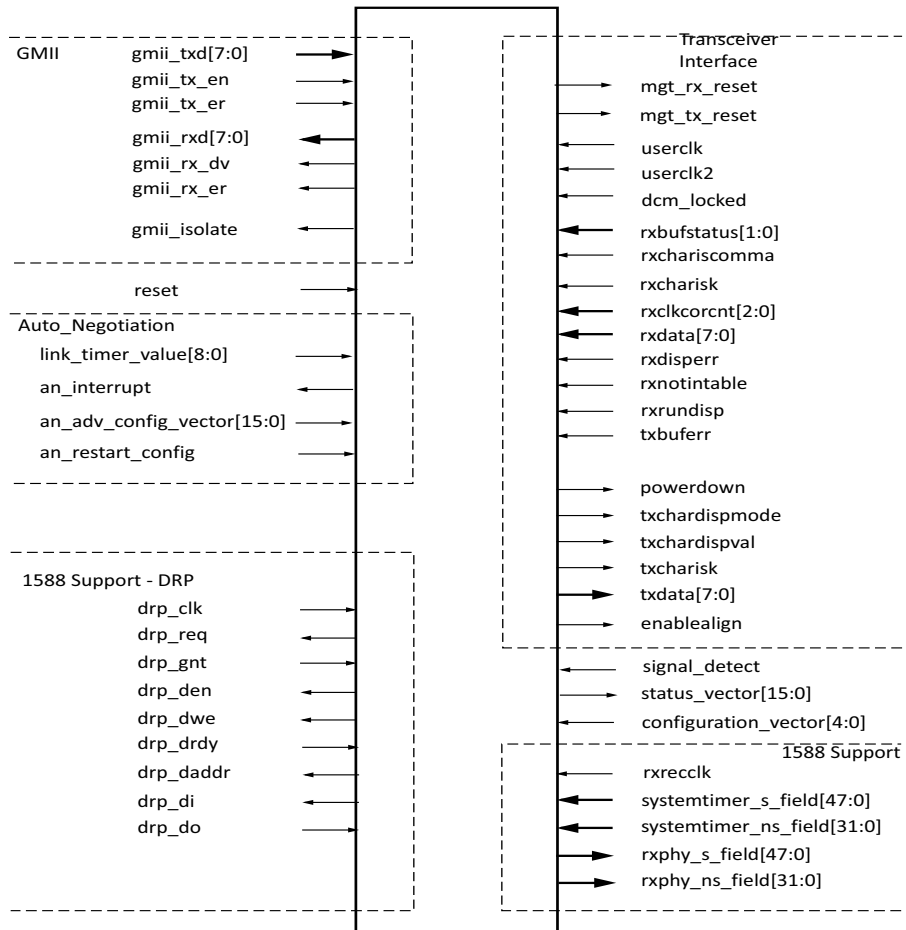 GMII
gmii_txd[7:0]
gmii_tx_en
gmii_tx_er
gmii_rxd[7:0]
gmii_rx_dv
gmii_rx_er
gmii_isolate
reset
Auto_Negotiation
link_timer_value[8:0]
an_interrupt
an_adv_config_vector[15:0]
an_restart_config
1588 Support - DRP
drp_clk
drp_req
drp_gnt
drp_den
drp_dwe
drp_drdy
drp_daddr
drp_di
drp_do
Transceiver
Interface
mgt_rx_reset
mgt_tx_reset
userclk
userclk2
dcm_locked
rxbufstatus[1:0]
rxchariscomma
rxcharisk
rxclkcorcnt[2:0]
rxdata[7:0]
rxdisperr
rxnotintable
rxrundisp
txbuferr
powerdown
txchardispmode
txchardispval
txcharisk
txdata[7:0]
enablealign
signal_detect
status_vector[15:0]
configuration_vector[4:0]
1588 Support
rxrecclk
systemtimer_s_field[47:0]
systemtimer_ns_field[31:0]
rxphy_s_field[47:0]
rxphy_ns_field[31:0]